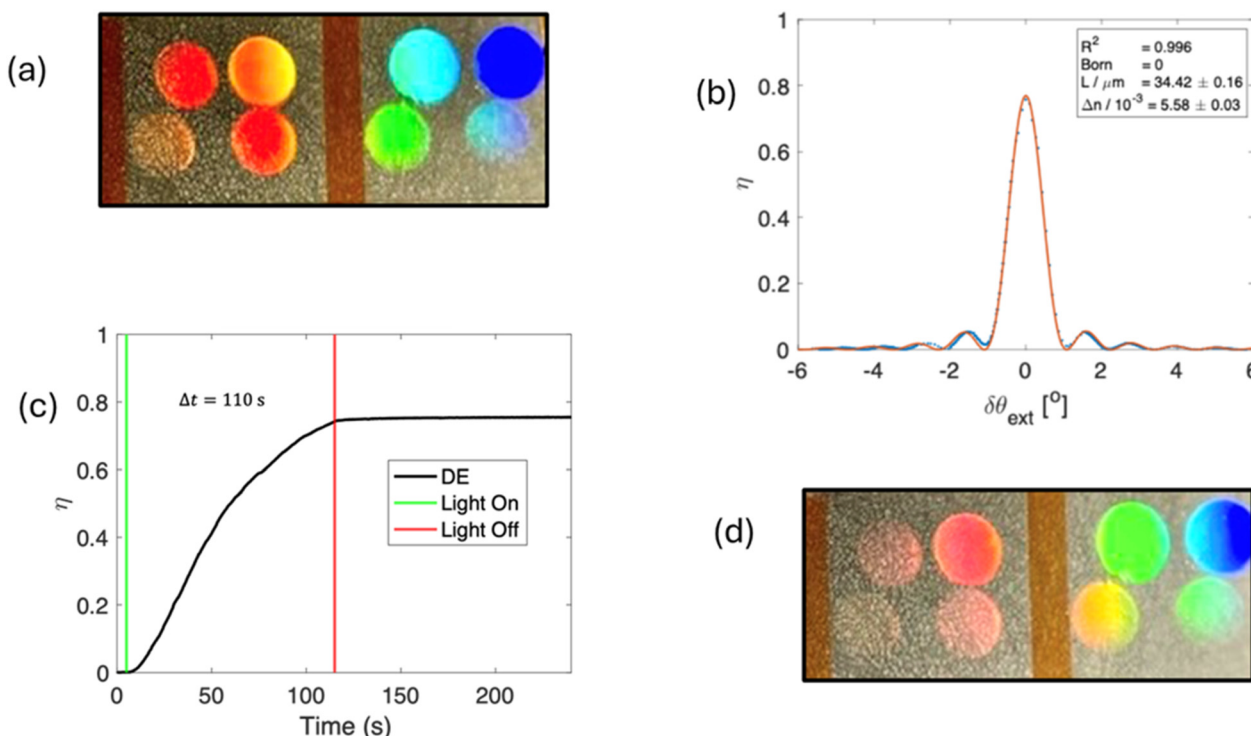 (a)
(b)
1
0.8
0.6
0.4
0.2
0
η
-6
-4
-2
0
2
4
6
δθext [o]
R2 = 0.996
Born = 0
L / μm = 34.42 ± 0.16
Δn / 10-3 = 5.58 ± 0.03
(c)
1
0.8
0.6
0.4
0.2
0
η
Δt = 110 s
DE
Light On
Light Off
0
50
100
150
200
Time (s)
(d)